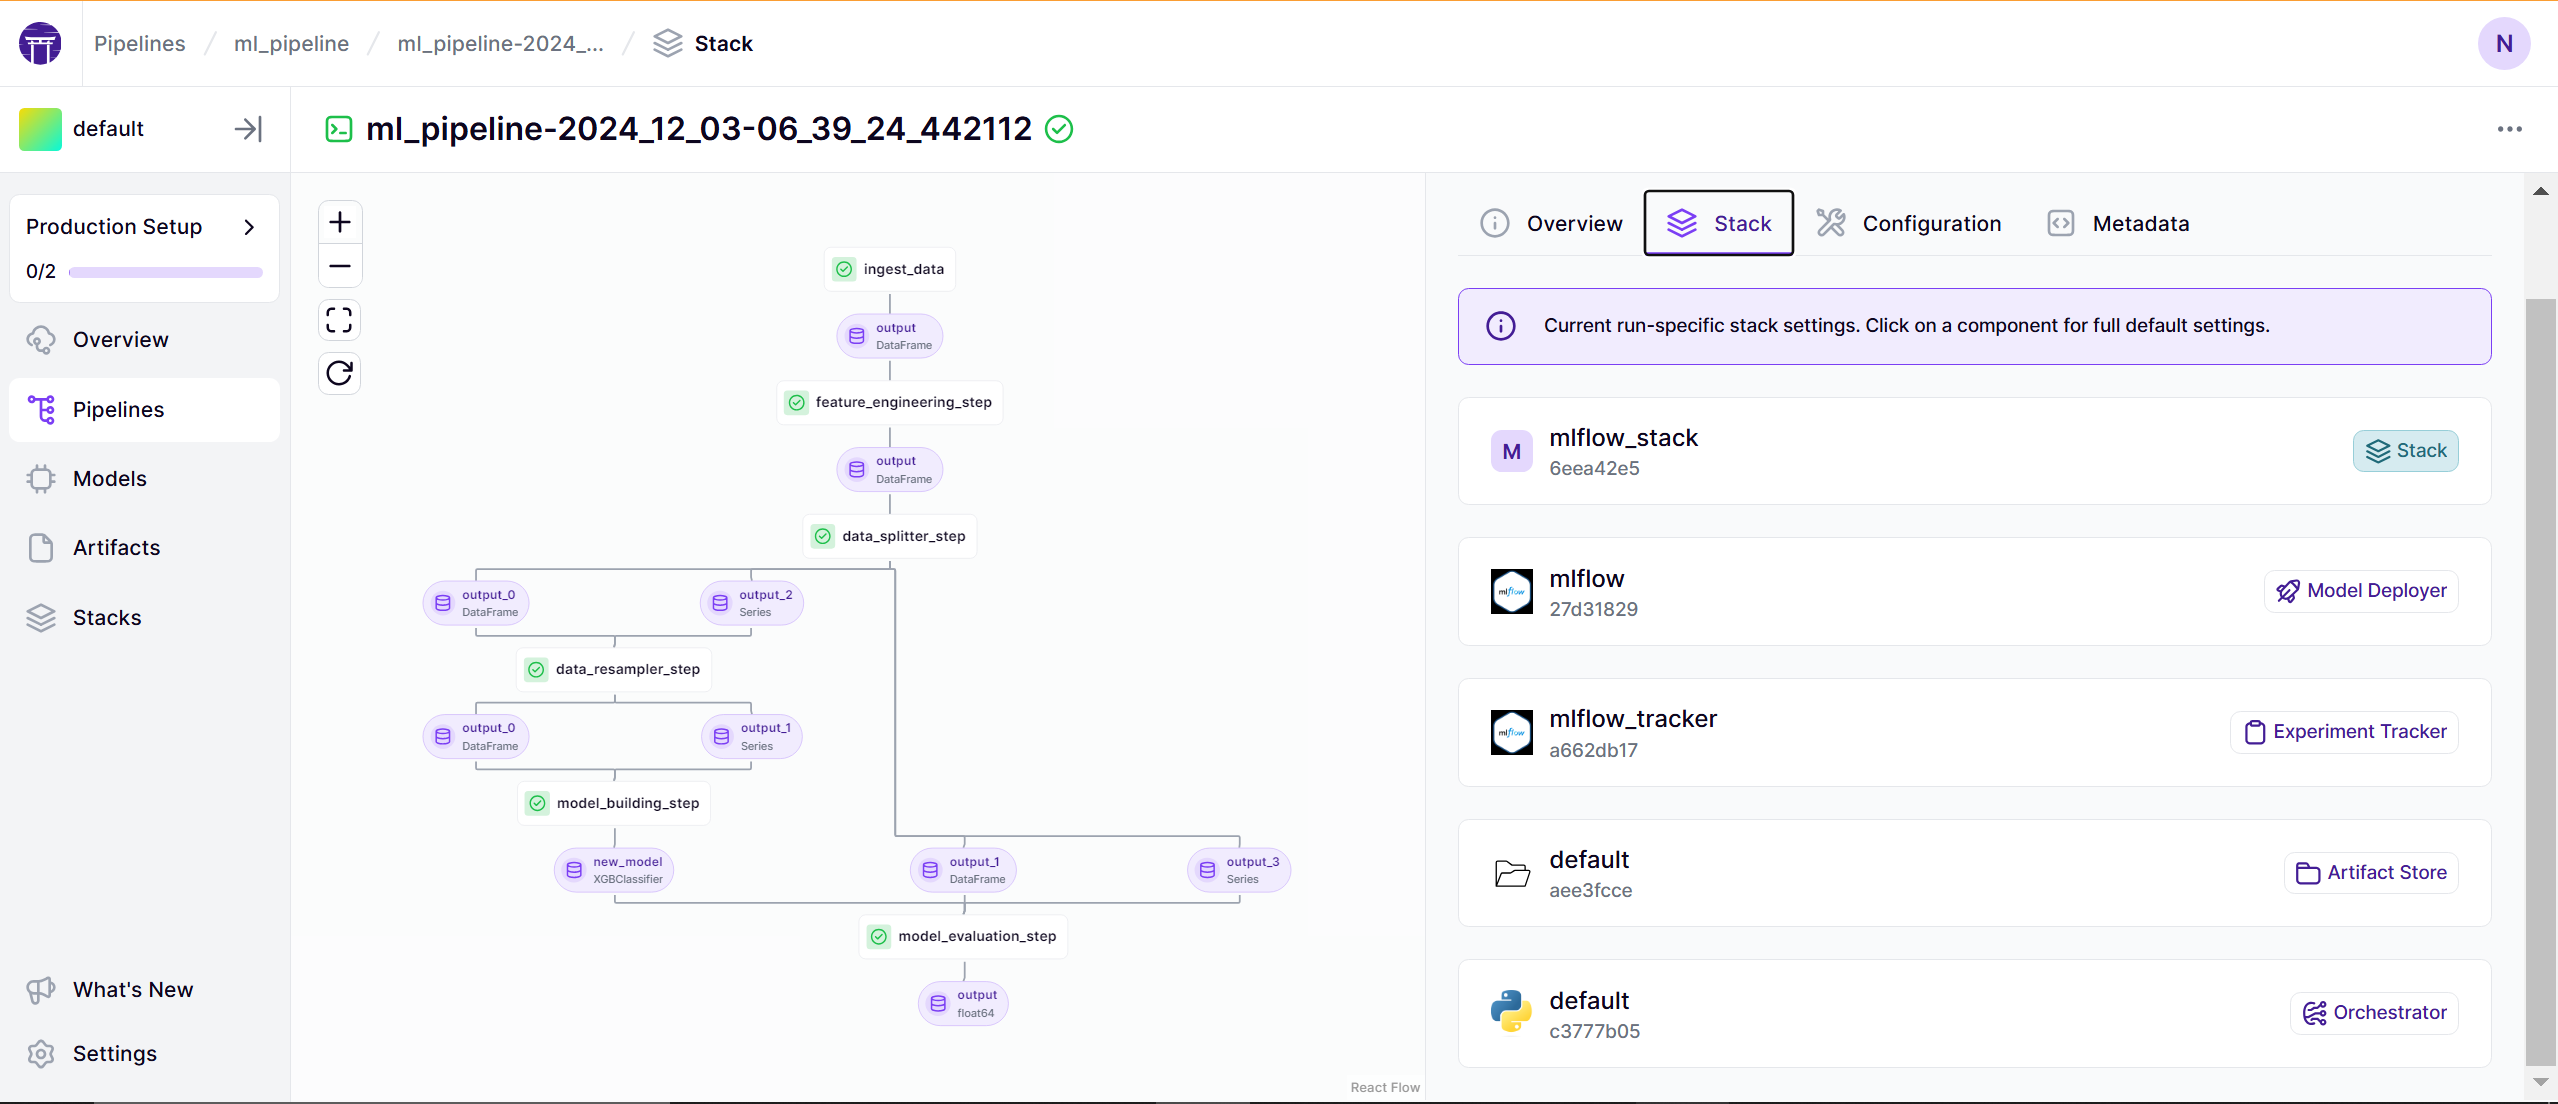 Pipelines / ml_pipeline / ml_pipeline-2024_... / Stack
N
default
ml_pipeline-2024_12_03-06_39_24_442112
Production Setup
0/2
Overview
Pipelines
Models
Artifacts
Stacks
What's New
Settings
ingest_data
output
DataFrame
feature_engineering_step
output
DataFrame
data_splitter_step
output_0
DataFrame
output_2
Series
data_resampler_step
output_0
DataFrame
output_1
Series
model_building_step
new_model
XGBClassifier
output_1
DataFrame
output_3
Series
model_evaluation_step
output
float64
React Flow
Overview
Stack
Configuration
Metadata
Current run-specific stack settings. Click on a component for full default settings.
M
mlflow_stack
6eea42e5
Stack
mlflow
mlflow
27d31829
Model Deployer
mlflow
mlflow_tracker
a662db17
Experiment Tracker
default
aee3fcce
Artifact Store
default
c3777b05
Orchestrator